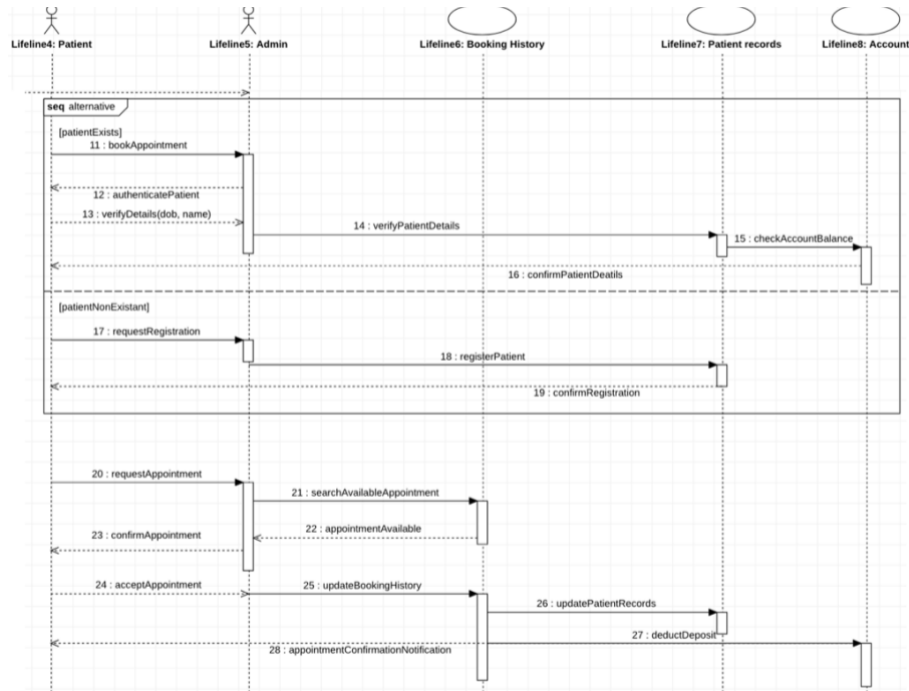 Lifeline4: Patient
Lifeline5: Admin
Lifeline6: Booking History
Lifeline7: Patient records
Lifeline8: Account
seq alternative
[patientExists]
11 : bookAppointment
12 : authenticatePatient
13 : verifyDetails(dob, name)
14 : verifyPatientDetails
15 : checkAccountBalance
16 : confirmPatientDeatils
[patientNonExistant]
17 : requestRegistration
18 : registerPatient
19 : confirmRegistration
20 : requestAppointment
21 : searchAvailableAppointment
22 : appointmentAvailable
23 : confirmAppointment
24 : acceptAppointment
25 : updateBookingHistory
26 : updatePatientRecords
27 : deductDeposit
28 : appointmentConfirmationNotification